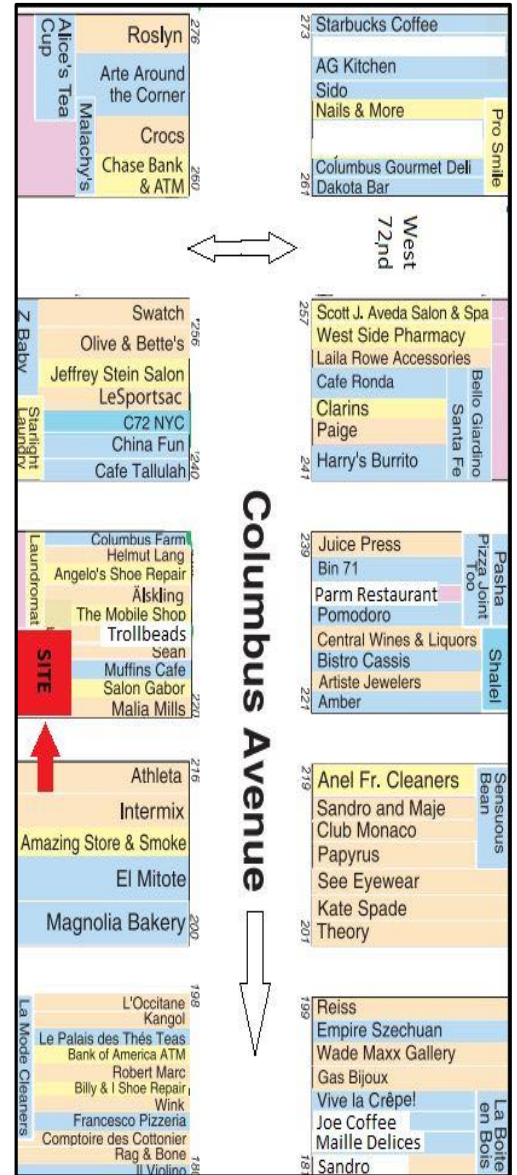 Alice's Tea
Cup
Malachy's
276
Roslyn
Arte Around
the Corner
Crocs
Chase Bank
& ATM
260
273
Starbucks Coffee
AG Kitchen
Sido
Nails & More
Columbus Gourmet Deli
Dakota Bar
261
Pro Smile
West
72,nd
Z Baby
Starlight
Laundry
'256
Swatch
Olive & Bette's
Jeffrey Stein Salon
LeSportsac
C72 NYC
China Fun
Cafe Tallulah
240
257
Scott J. Aveda Salon & Spa
West Side Pharmacy
Laila Rowe Accessories
Cafe Ronda
Clarins
Paige
Harry's Burrito
241
Bello Giardino
Santa Fe
Columbus Avenue
Laundromat
SITE
Columbus Farm
Helmut Lang
Angelo's Shoe Repair
Älskling
The Mobile Shop
Trollbeads
Sean
Muffins Cafe
Salon Gabor
Malia Mills
220
239
Juice Press
Bin 71
Parm Restaurant
Pomodoro
Central Wines & Liquors
Bistro Cassis
Artiste Jewelers
Amber
221
Pasha
Pizza Joint
Too
Shalel
216
Athleta
Intermix
Amazing Store & Smoke
El Mitote
Magnolia Bakery
200
219
Anel Fr. Cleaners
Sandro and Maje
Club Monaco
Papyrus
See Eyewear
Kate Spade
Theory
201
Sensuous
Bean
La Mode Cleaners
198
L'Occitane
Kangol
Le Palais des Thés Teas
Bank of America ATM
Robert Marc
Billy & I Shoe Repair
Wink
Francesco Pizzeria
Comptoire des Cottonier
Rag & Bone
Il Violino
199
Reiss
Empire Szechuan
Wade Maxx Gallery
Gas Bijoux
Vive la Crêpe!
Joe Coffee
Maille Delices
Sandro
La Boite
en Bois